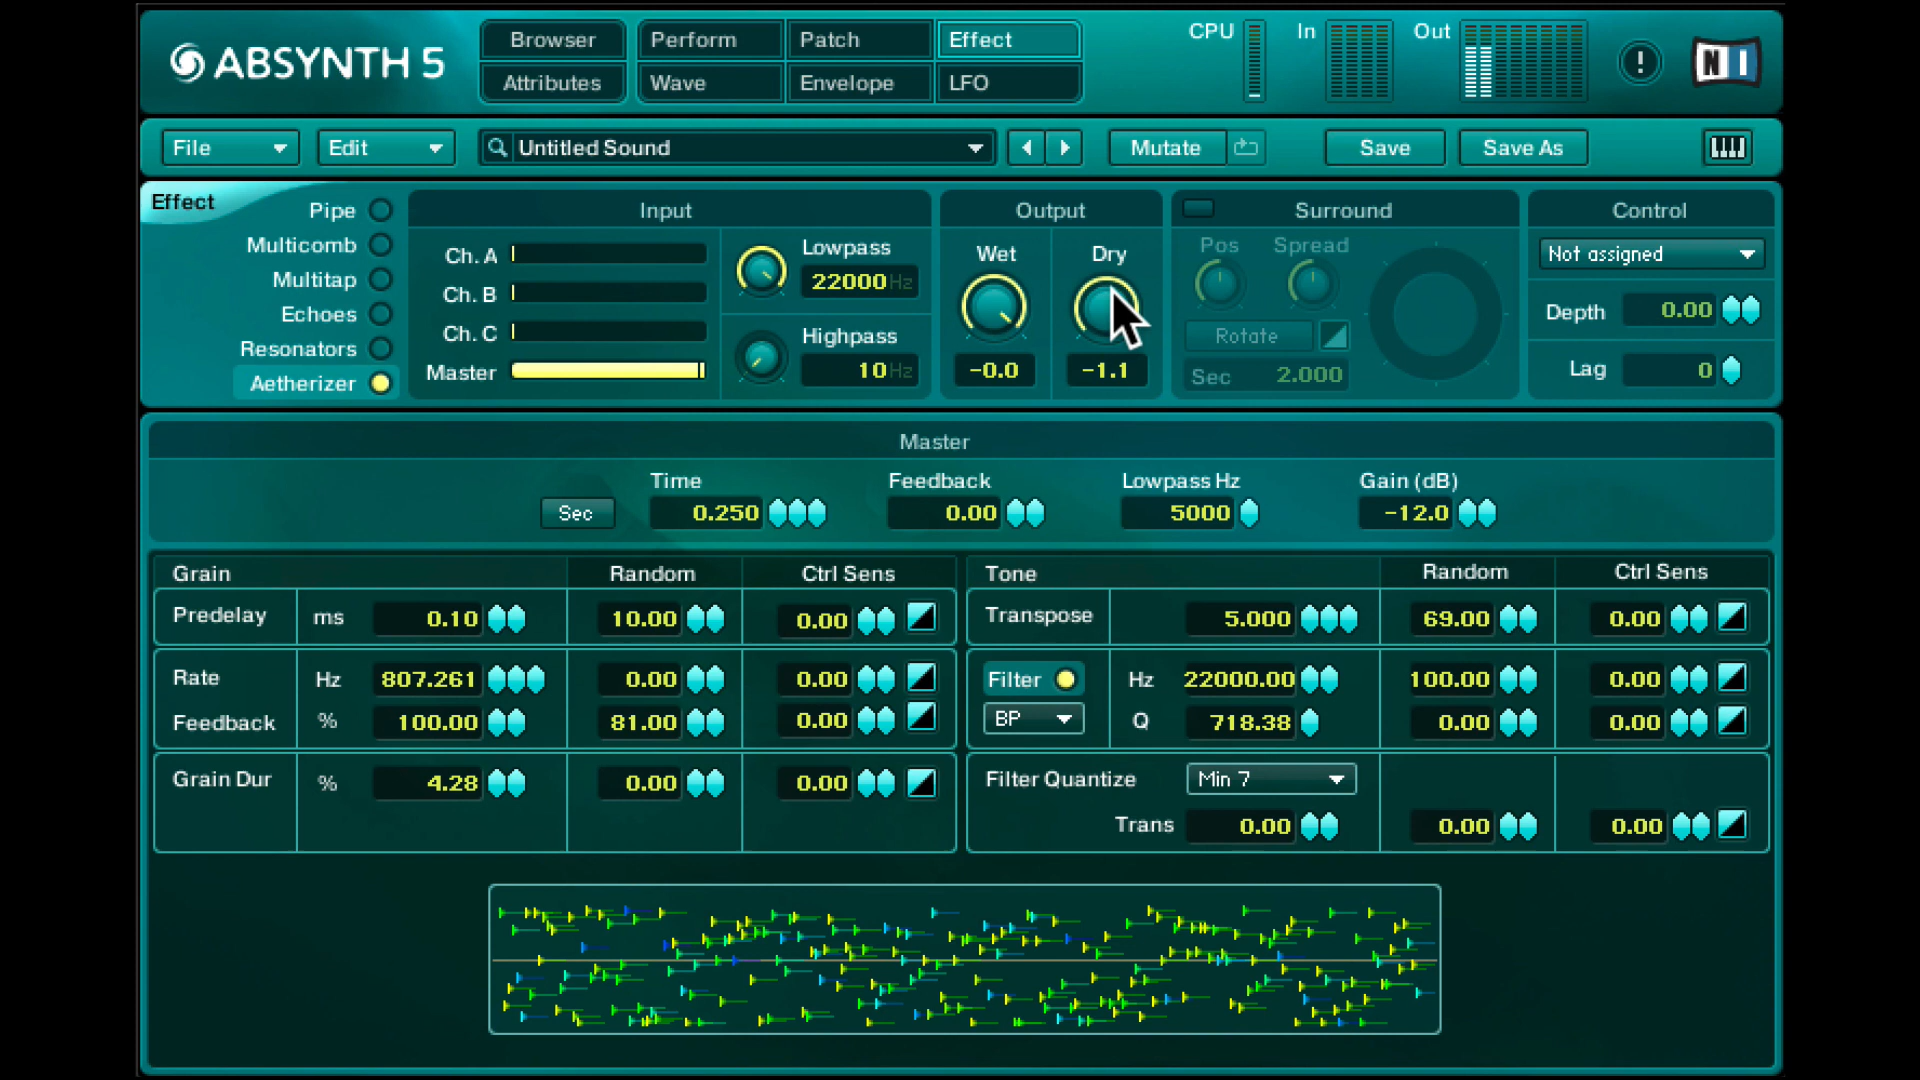 ABSYNTH 5
Browser
Perform
Patch
Effect
CPU
In
Out
!
NI
Attributes
Wave
Envelope
LFO
File
Edit
Untitled Sound
Mutate
Save
Save As
Effect
Pipe
Multicomb
Multitap
Echoes
Resonators
Aetherizer
Input
Ch. A
Ch. B
Ch. C
Master
Lowpass
22000 Hz
Highpass
10 Hz
Output
Wet
Dry
-0.0
-1.1
Surround
Pos
Spread
Rotate
Sec 2.000
Control
Not assigned
Depth 0.00
Lag 0
Master
Sec
Time
0.250
Feedback
0.00
Lowpass Hz
5000
Gain (dB)
-12.0
Grain Random Ctrl Sens
Predelay ms 0.10 10.00 0.00
Rate Hz 807.261 0.00 0.00
Feedback % 100.00 81.00 0.00
Grain Dur % 4.28 0.00 0.00
Tone Random Ctrl Sens
Transpose 5.000 69.00 0.00
Filter Hz 22000.00 100.00 0.00
BP Q 718.38 0.00 0.00
Filter Quantize Min 7
Trans 0.00 0.00 0.00